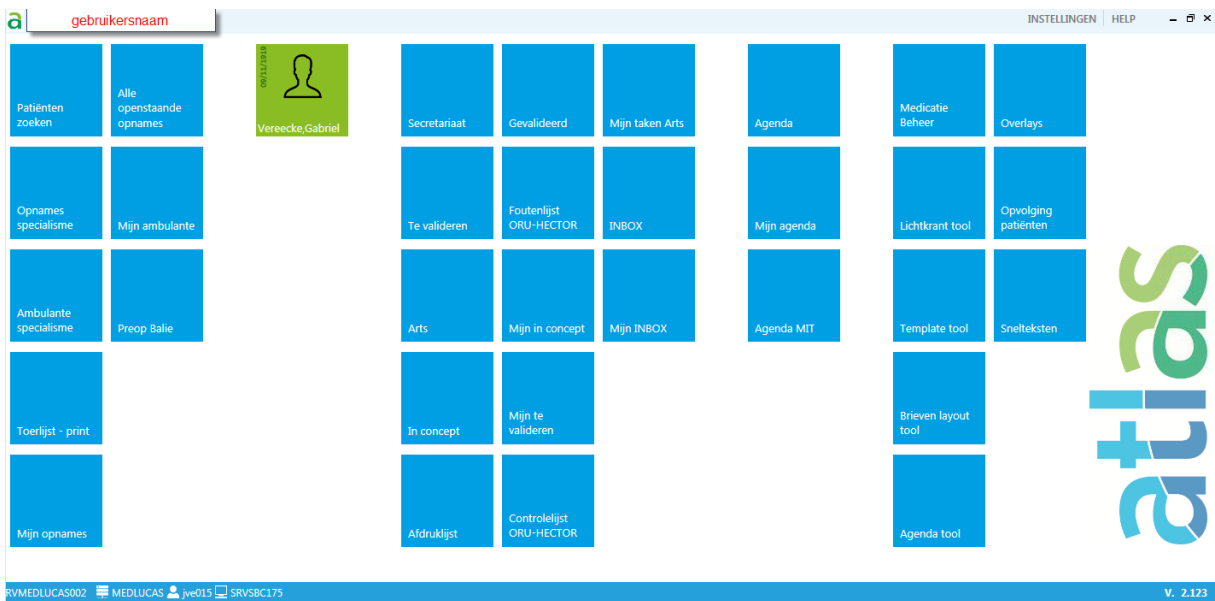 a
gebruikersnaam
INSTELLINGEN
HELP
Patiënten
zoeken
Alle
openstaande
opnames
09/11/1919
Vereecke,Gabriel
Secretariaat
Gevalideerd
Mijn taken Arts
Agenda
Medicatie
Beheer
Overlays
Opnames
specialisme
Mijn ambulante
Te valideren
Foutenlijst
ORU-HECTOR
INBOX
Mijn agenda
Lichtkrant tool
Opvolging
patiënten
Ambulante
specialisme
Preop Balie
Arts
Mijn in concept
Mijn INBOX
Agenda MIT
Template tool
Snelteksten
Toerlijst - print
In concept
Mijn te
valideren
Brieven layout
tool
Mijn opnames
Afdruklijst
Controlelijst
ORU-HECTOR
Agenda tool
atlas
RVMEDLUCAS002 MEDLUCAS jve015 SRVSBC175
V. 2.123